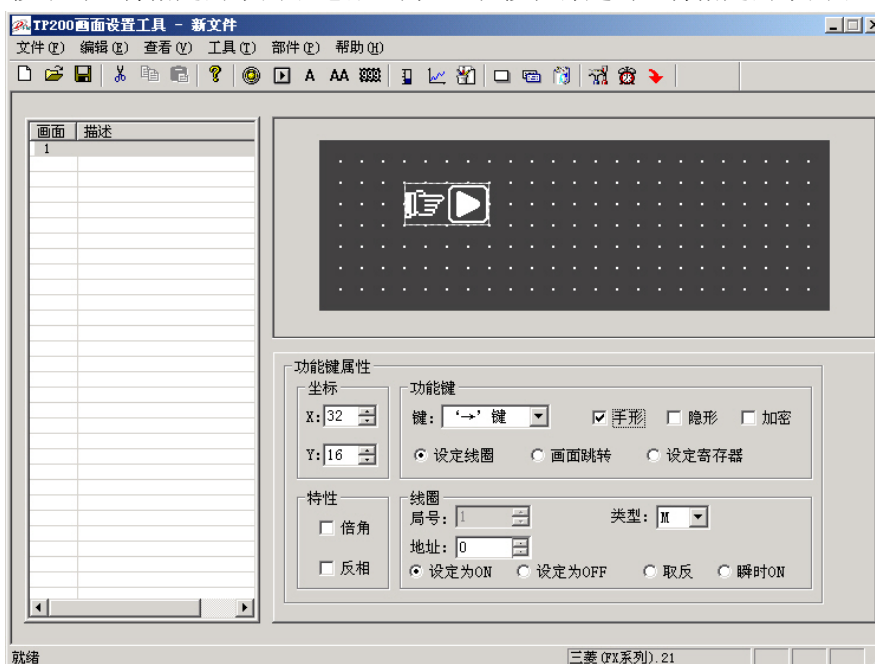 TP200画面设置工具 - 新文件
文件(F) 编辑(E) 查看(V) 工具(T) 部件(P) 帮助(H)
A AA
画面 描述
1
功能键属性
坐标
X: 32
Y: 16
功能键
键: ‘→’键
手形 隐形 加密
设定线圈 画面跳转 设定寄存器
特性
倍角
反相
线圈
局号: 1 类型: M
地址: 0
设定为ON 设定为OFF 取反 瞬时ON
就绪 三菱(FX系列).21